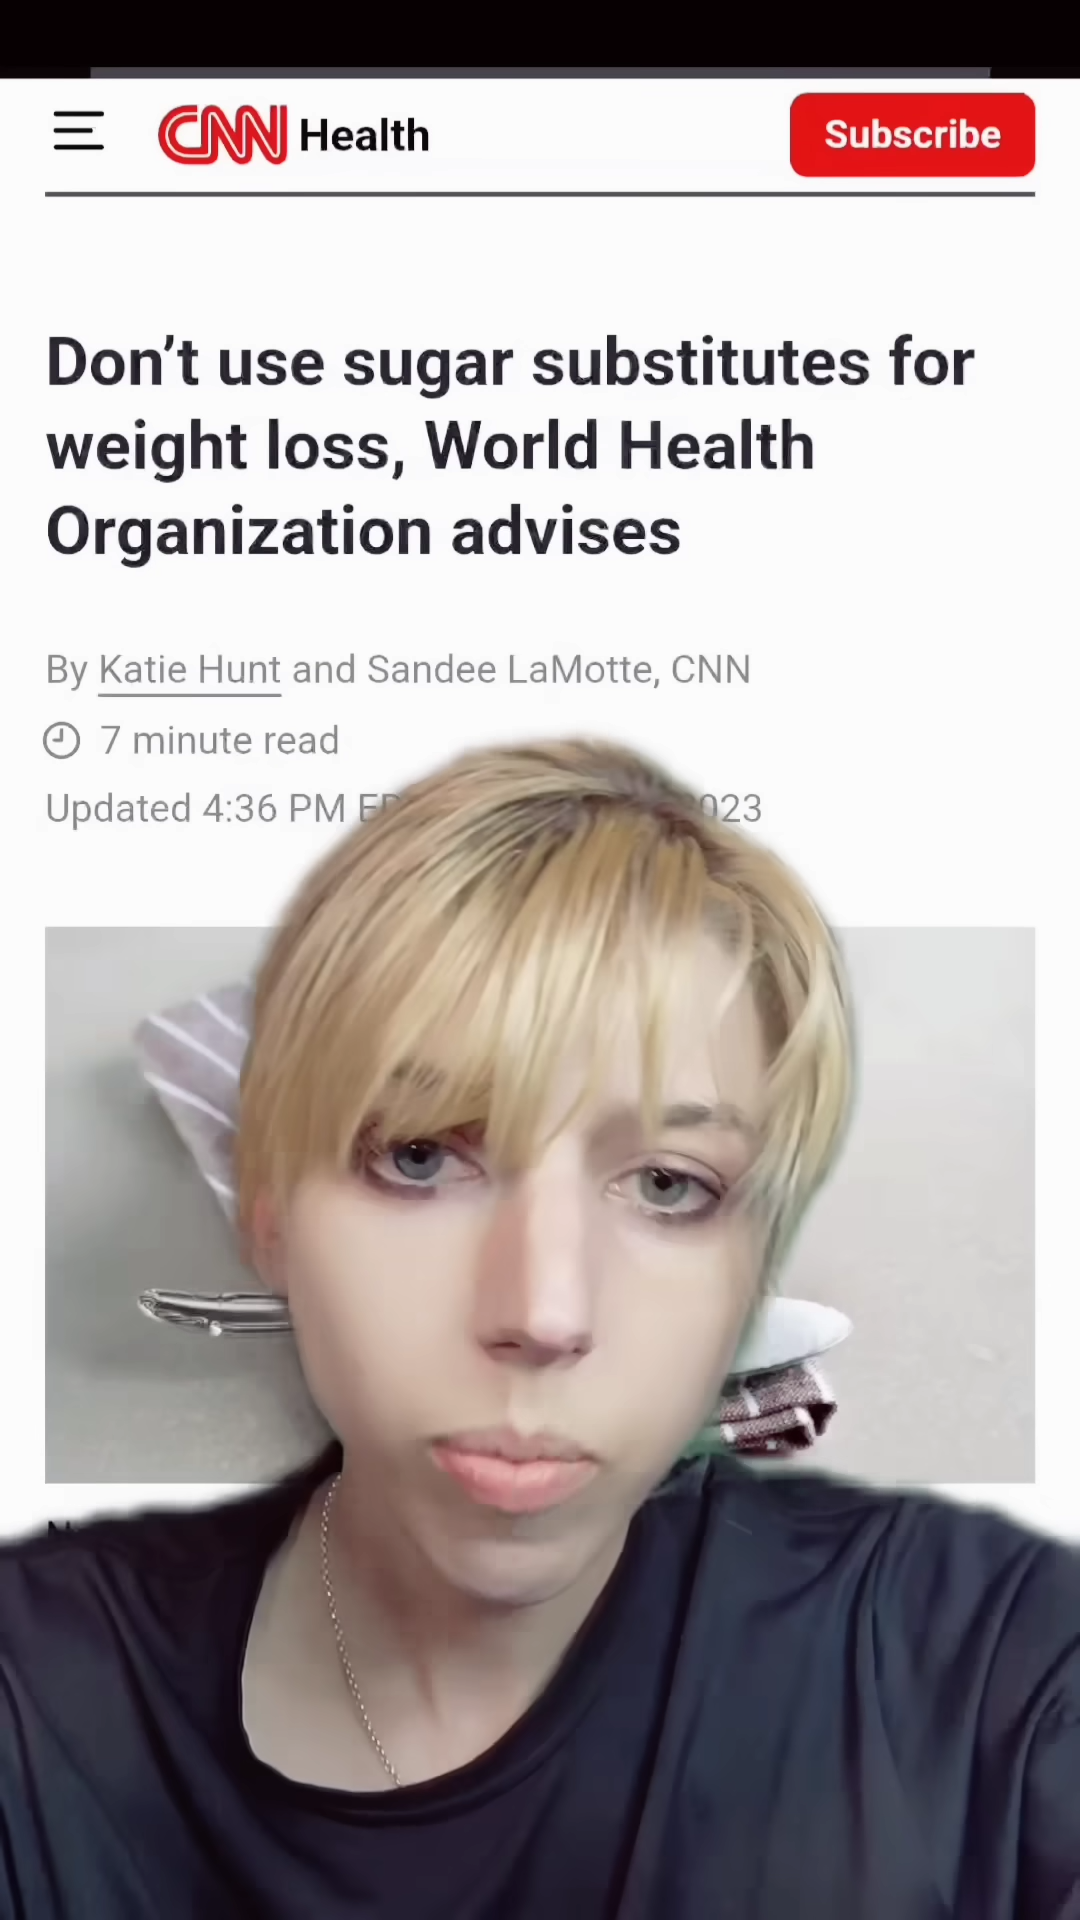 CNN Health
Subscribe
Don’t use sugar substitutes for
weight loss, World Health
Organization advises
By Katie Hunt and Sandee LaMotte, CNN
7 minute read
Updated 4:36 PM 023